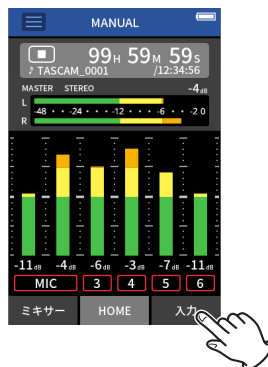 MANUAL
99H 59M 59s
♪ TASCAM_0001 /12:34:56
MASTER STEREO -4dB
L
-48 -24 -12 -6 -2 0
R
-11dB -4dB -6dB -3dB -7dB -11dB
MIC 3 4 5 6
ミキサー HOME 入力